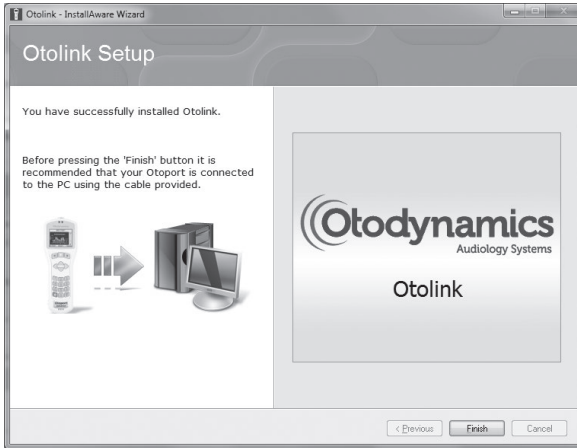 Otolink - InstallAware Wizard
Otolink Setup
You have successfully installed Otolink.
Before pressing the 'Finish' button it is
recommended that your Otoport is connected
to the PC using the cable provided.
Otodynamics
Audiology Systems
Otolink
< Previous
Finish
Cancel